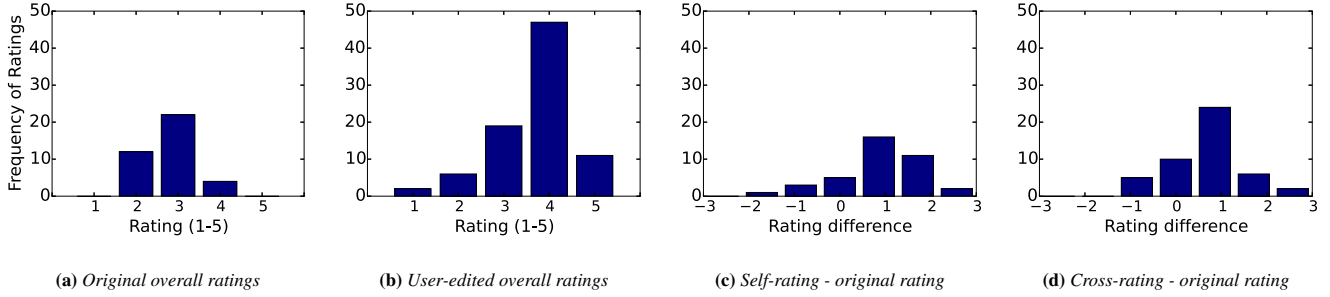 Frequency of Ratings
50
40
30
20
10
0
1 2 3 4 5
Rating (1-5)
(a) Original overall ratings
50
40
30
20
10
0
1 2 3 4 5
Rating (1-5)
(b) User-edited overall ratings
50
40
30
20
10
0
−3 −2 −1 0 1 2 3
Rating difference
(c) Self-rating - original rating
50
40
30
20
10
0
−3 −2 −1 0 1 2 3
Rating difference
(d) Cross-rating - original rating